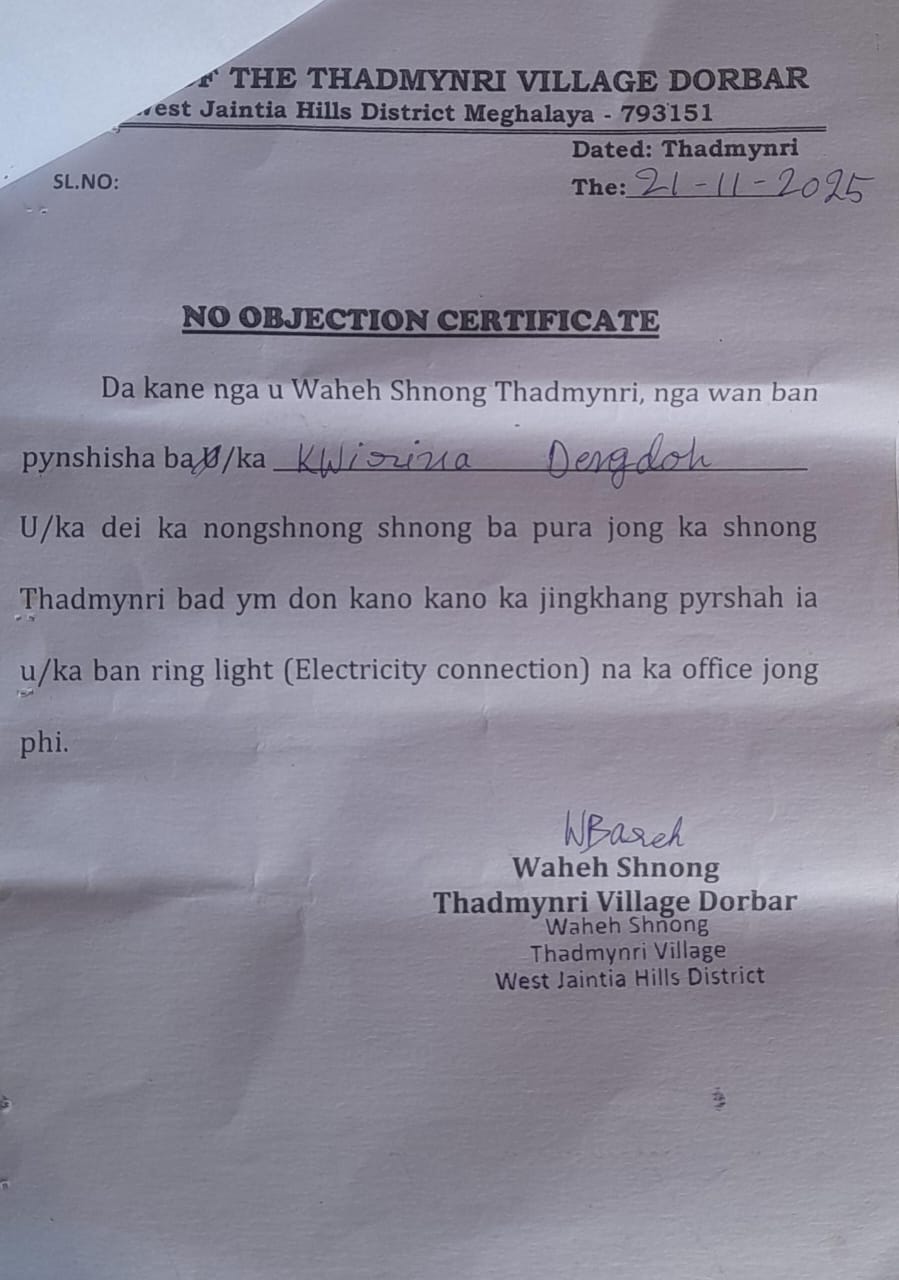 OF THE THADMYNRI VILLAGE DORBAR
West Jaintia Hills District Meghalaya - 793151
Dated: Thadmynri
SL.NO:
The: 21-11-2025
NO OBJECTION CERTIFICATE
Da kane nga u Waheh Shnong Thadmynri, nga wan ban
pynshisha ba U/ka Dengdoh
U/ka dei ka nongshnong shnong ba pura jong ka shnong
Thadmynri bad ym don kano kano ka jingkhang pyrshah ia
u/ka ban ring light (Electricity connection) na ka office jong
phi.
WBareh
Waheh Shnong
Thadmynri Village Dorbar
Waheh Shnong
Thadmynri Village
West Jaintia Hills District